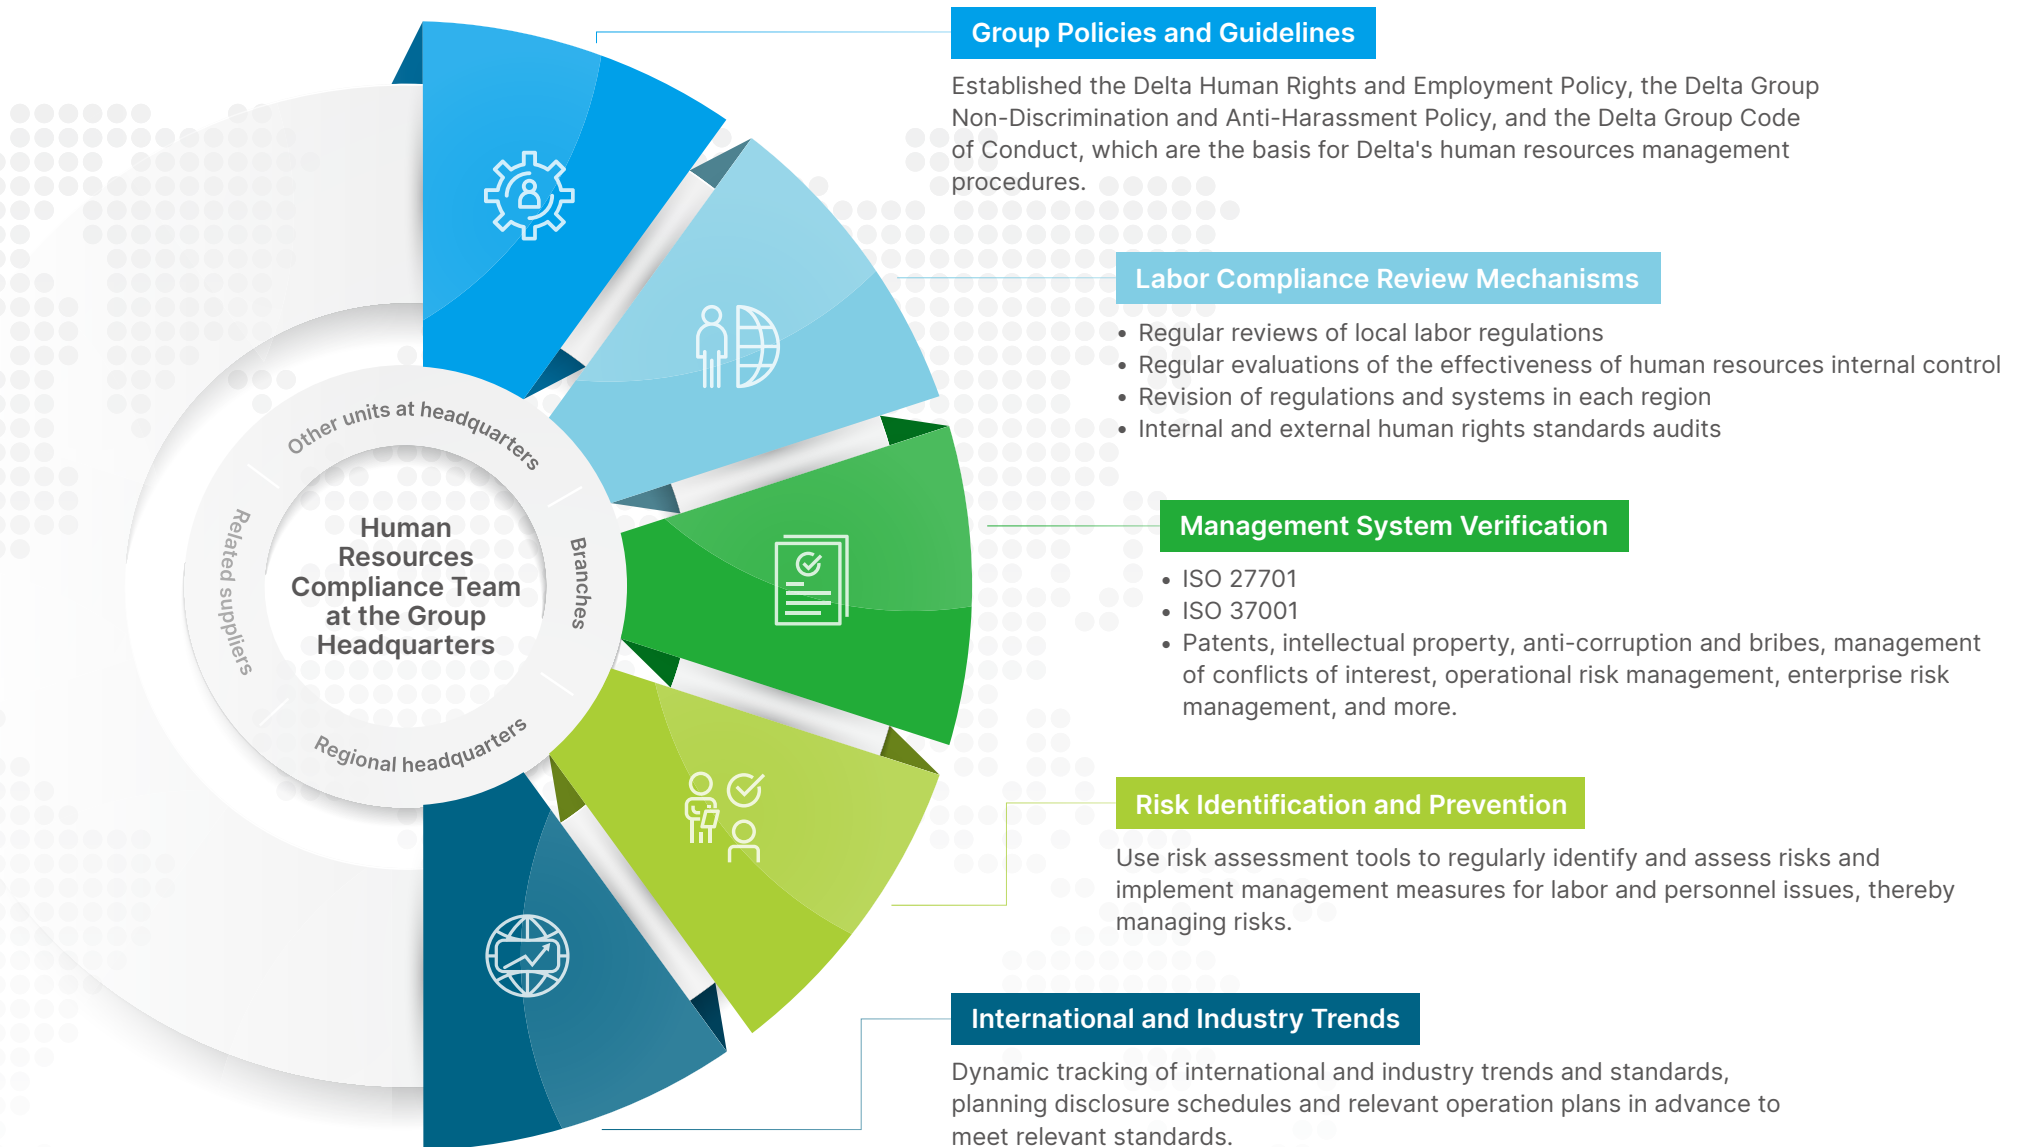 Group Policies and Guidelines
Established the Delta Human Rights and Employment Policy, the Delta Group
Non-Discrimination and Anti-Harassment Policy, and the Delta Group Code
of Conduct, which are the basis for Delta's human resources management
procedures.
Labor Compliance Review Mechanisms
• Regular reviews of local labor regulations
• Regular evaluations of the effectiveness of human resources internal control
• Revision of regulations and systems in each region
• Internal and external human rights standards audits
Other units at headquarters
Branches
Regional headquarters
Related suppliers
Human
Resources
Compliance Team
at the Group
Headquarters
Management System Verification
• ISO 27701
• ISO 37001
• Patents, intellectual property, anti-corruption and bribes, management
of conflicts of interest, operational risk management, enterprise risk
management, and more.
Risk Identification and Prevention
Use risk assessment tools to regularly identify and assess risks and
implement management measures for labor and personnel issues, thereby
managing risks.
International and Industry Trends
Dynamic tracking of international and industry trends and standards,
planning disclosure schedules and relevant operation plans in advance to
meet relevant standards.